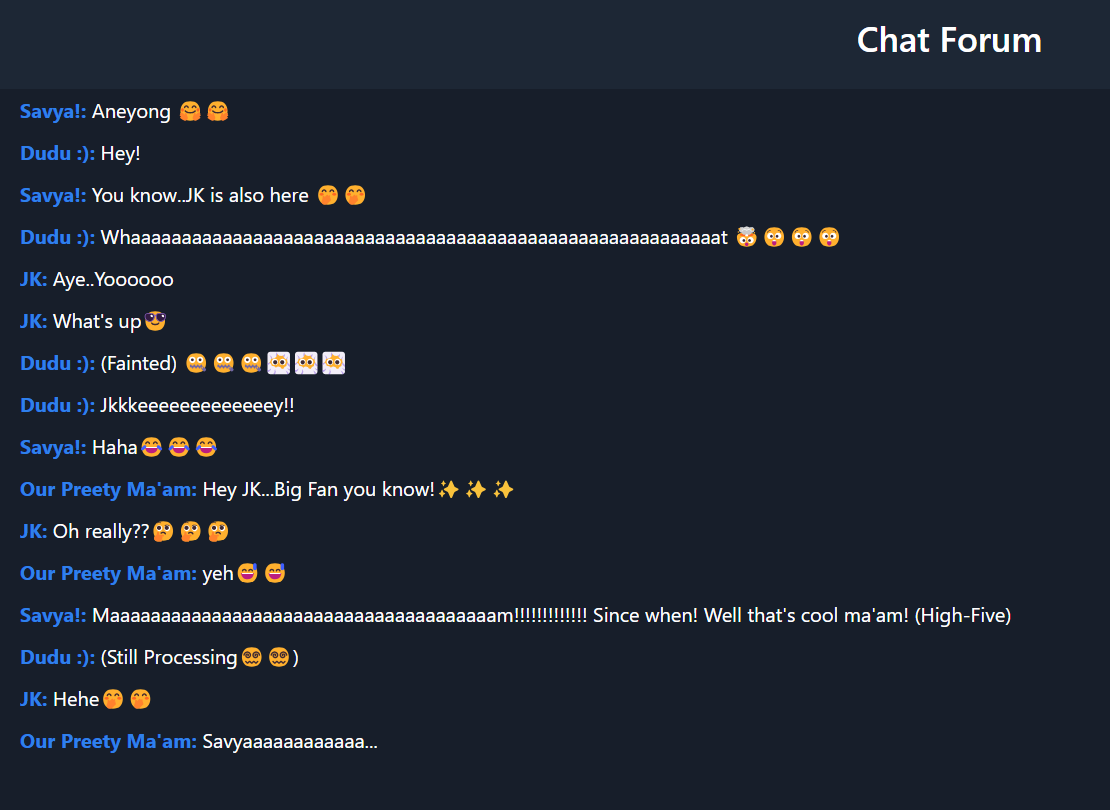 Chat Forum
Savya!: Aneyong 🤗 🤗
Dudu :): Hey!
Savya!: You know..JK is also here 🤭 🤭
Dudu :): Whaaaaaaaaaaaaaaaaaaaaaaaaaaaaaaaaaaaaaaaaaaaaaaaaaaaaaaaaaaat 🤯 😲 😲 😲
JK: Aye..Yoooooo
JK: What's up😎
Dudu :): (Fainted) 🤐 🤐 🤐
Dudu :): Jkkkeeeeeeeeeeeeey!!
Savya!: Haha😂 😂 😂
Our Preety Ma'am: Hey JK...Big Fan you know!✨ ✨ ✨
JK: Oh really??🤔 🤔 🤔
Our Preety Ma'am: yeh😅 😅
Savya!: Maaaaaaaaaaaaaaaaaaaaaaaaaaaaaaaaaaaaaam!!!!!!!!!!!!! Since when! Well that's cool ma'am! (High-Five)
Dudu :): (Still Processing😵‍💫 😵‍💫)
JK: Hehe🤭 🤭
Our Preety Ma'am: Savyaaaaaaaaaaaa...